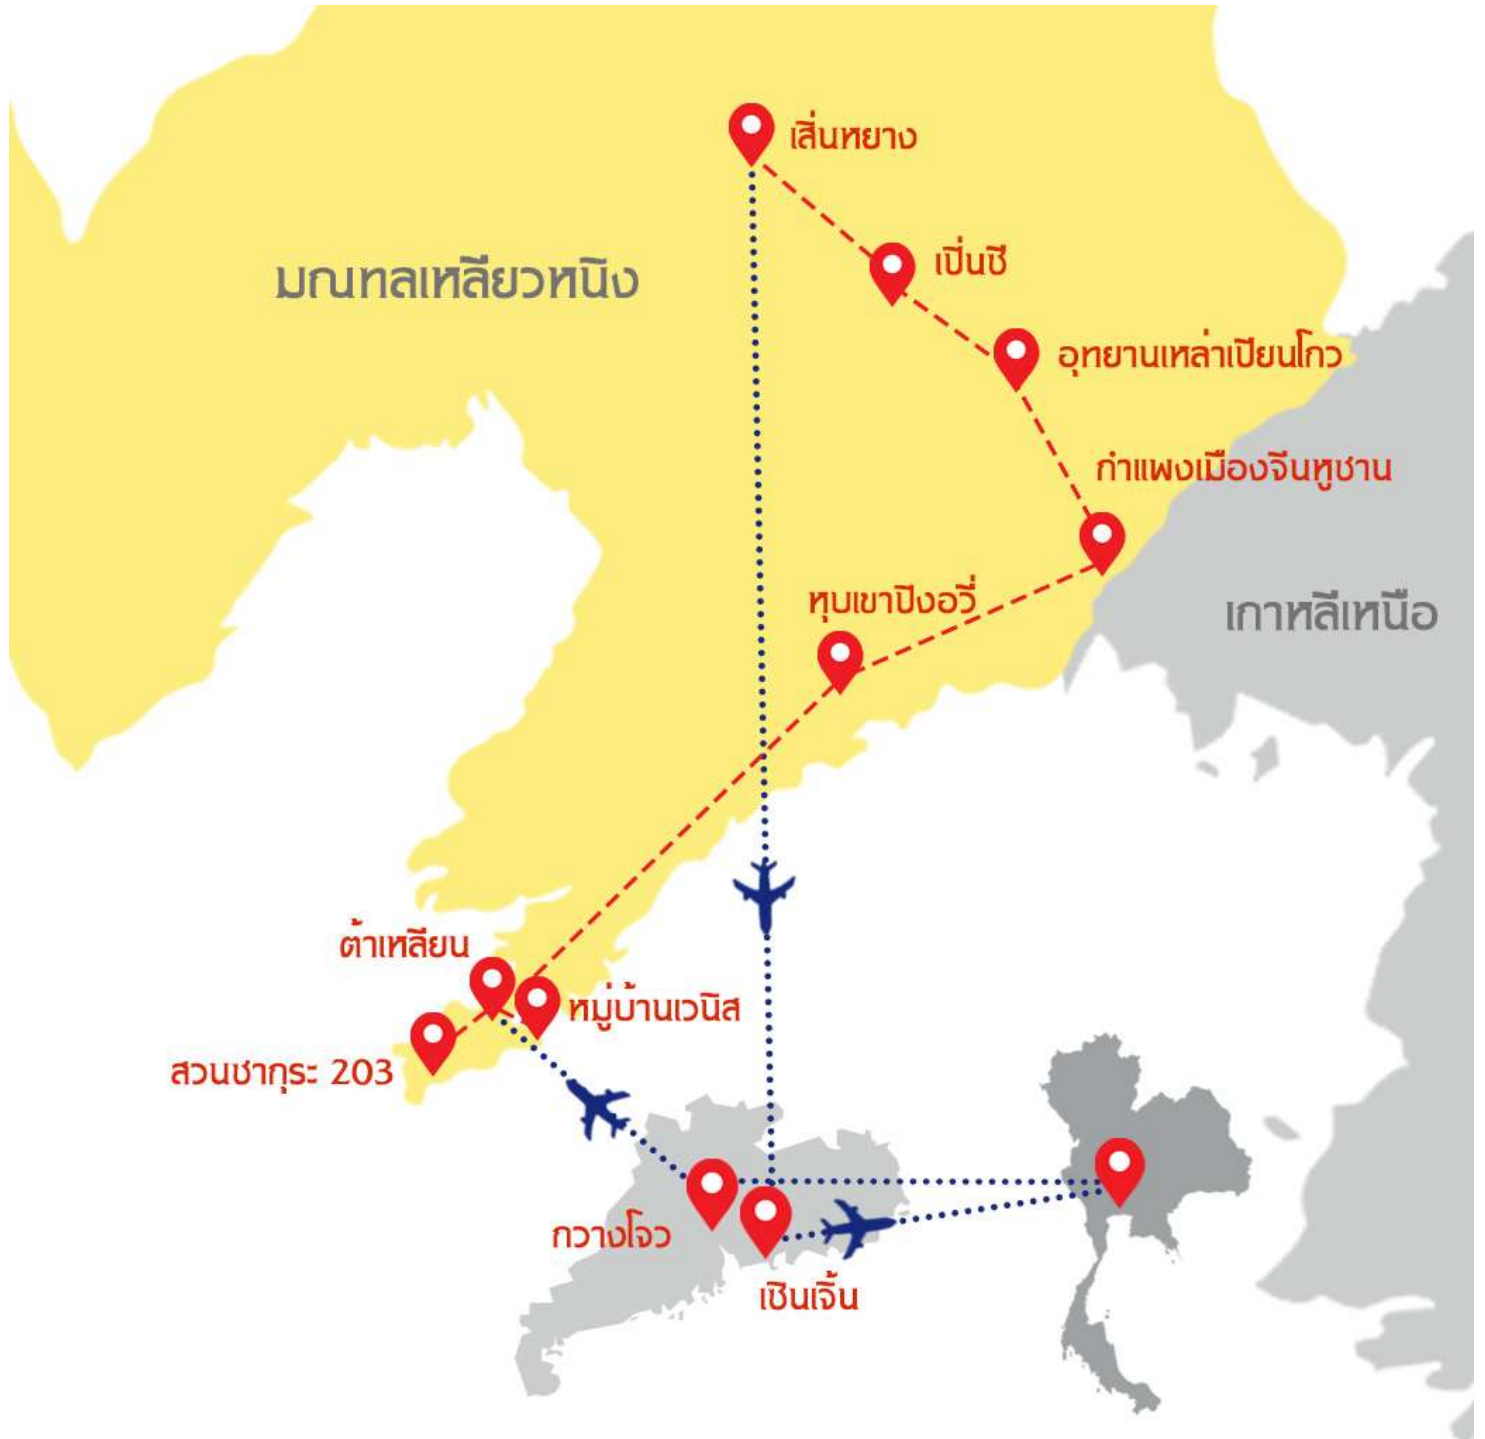 เสิ่นหยาง
เปิ่นซี
มณฑลเหลียวหนิง
อุทยานเหล่าเปียนโกว
กำแพงเมืองจีนหูซาน
หุบเขาปิงอวี่
เกาหลีเหนือ
ต้าเหลียน
หมู่บ้านเวนิส
สวนซากุระ 203
กวางโจว
เซินเจิ้น